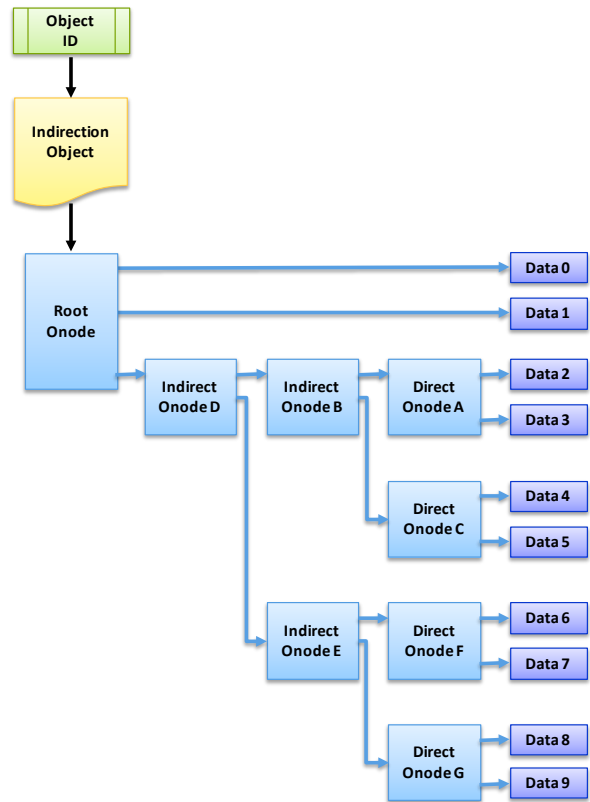 Object
ID
Indirection
Object
Root
Onode
Data 0
Data 1
Indirect
Onode D
Indirect
Onode B
Direct
Onode A
Data 2
Data 3
Direct
Onode C
Data 4
Data 5
Indirect
Onode E
Direct
Onode F
Data 6
Data 7
Direct
Onode G
Data 8
Data 9